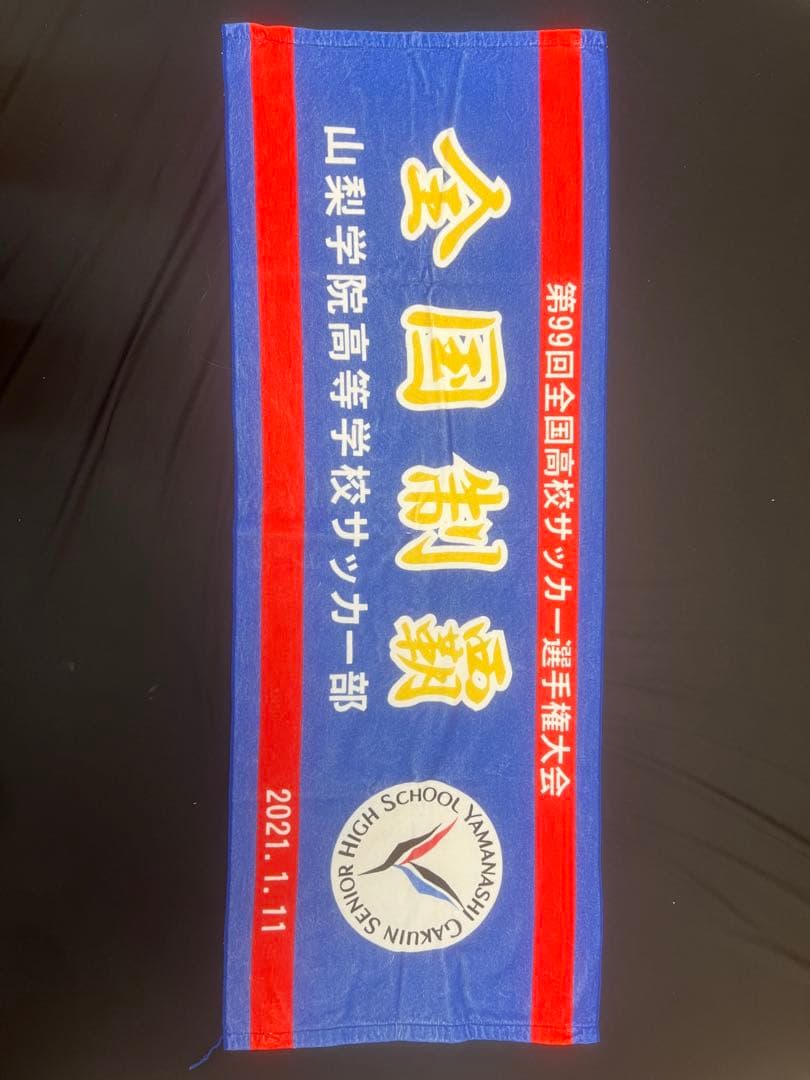 第99回全国高校サッカー選手権大会
全国制覇
山梨学院高等学校サッカー部
YAMANASHI GAKUIN SENIOR HIGH SCHOOL
2021.1.11